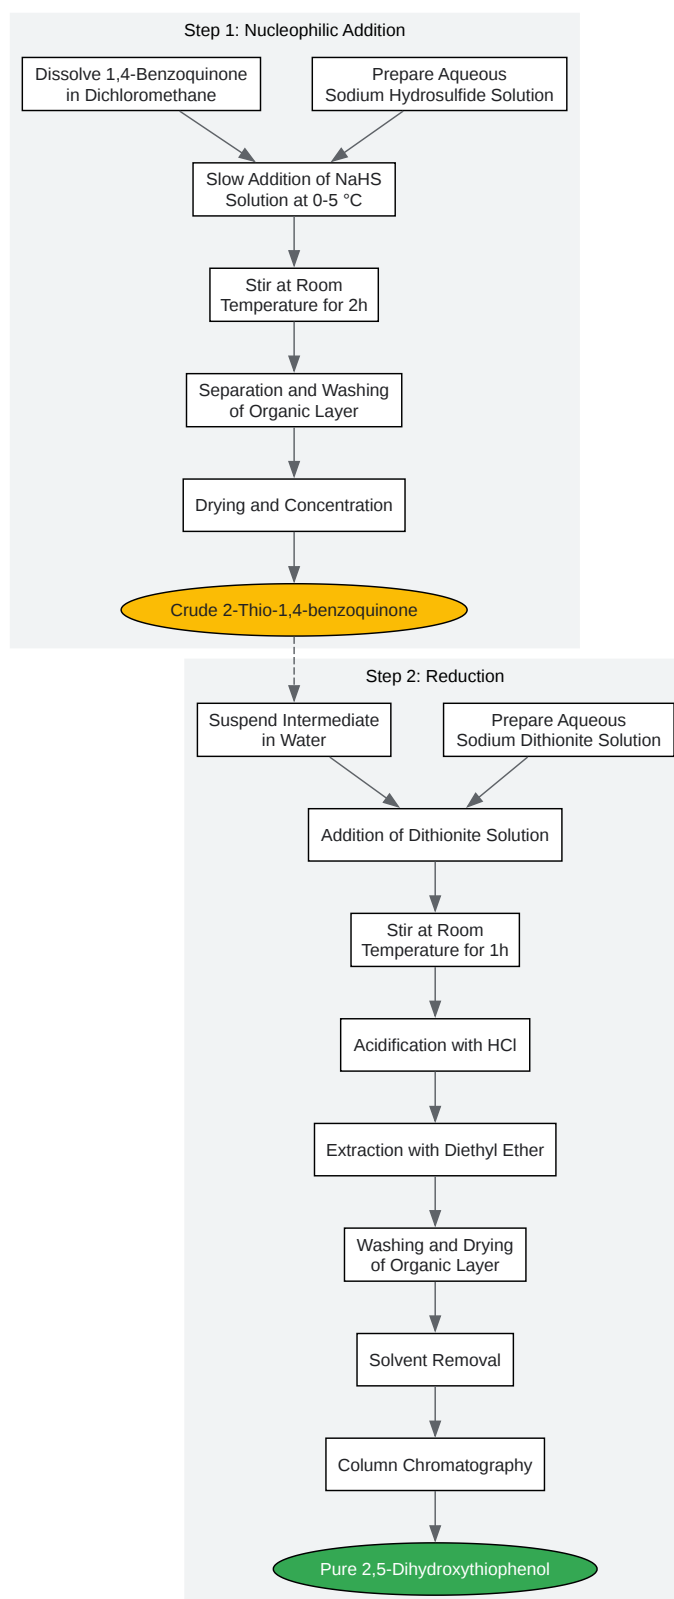 Step 1: Nucleophilic Addition
Dissolve 1,4-Benzoquinone
in Dichloromethane
Prepare Aqueous
Sodium Hydrosulfide Solution
Slow Addition of NaHS
Solution at 0-5 °C
Stir at Room
Temperature for 2h
Separation and Washing
of Organic Layer
Drying and Concentration
Crude 2-Thio-1,4-benzoquinone
Step 2: Reduction
Suspend Intermediate
in Water
Prepare Aqueous
Sodium Dithionite Solution
Addition of Dithionite Solution
Stir at Room
Temperature for 1h
Acidification with HCl
Extraction with Diethyl Ether
Washing and Drying
of Organic Layer
Solvent Removal
Column Chromatography
Pure 2,5-Dihydroxythiophenol